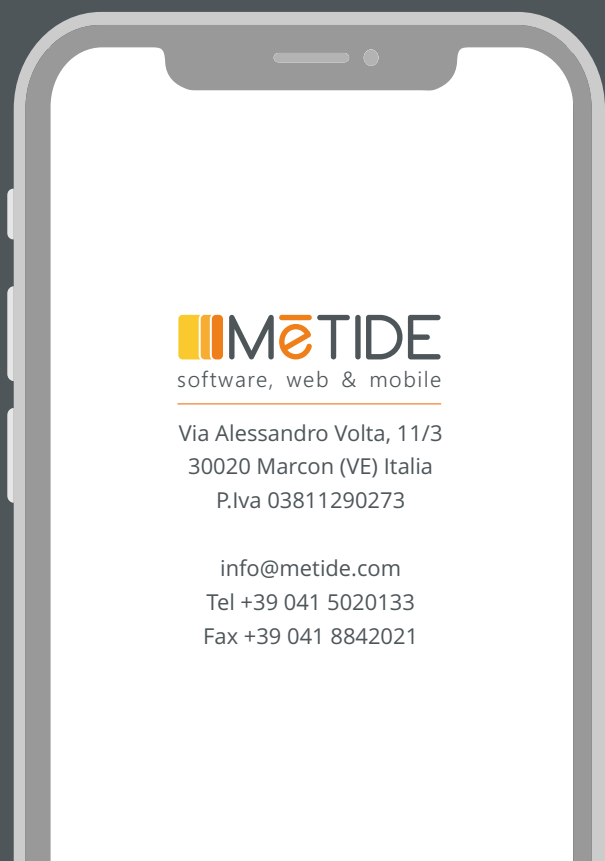 MēTIDE
software, web & mobile
Via Alessandro Volta, 11/3
30020 Marcon (VE) Italia
P.Iva 03811290273
info@metide.com
Tel +39 041 5020133
Fax +39 041 8842021